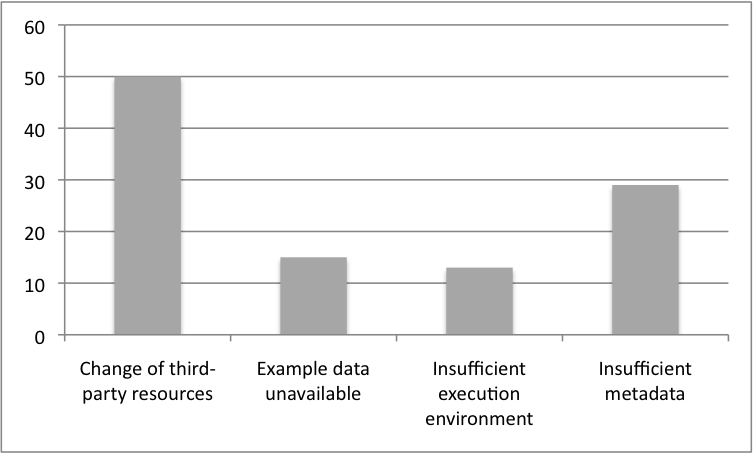 60
50
40
30
20
10
0
Change of third-
party resources
Example data
unavailable
Insufficient
execution
environment
Insufficient
metadata